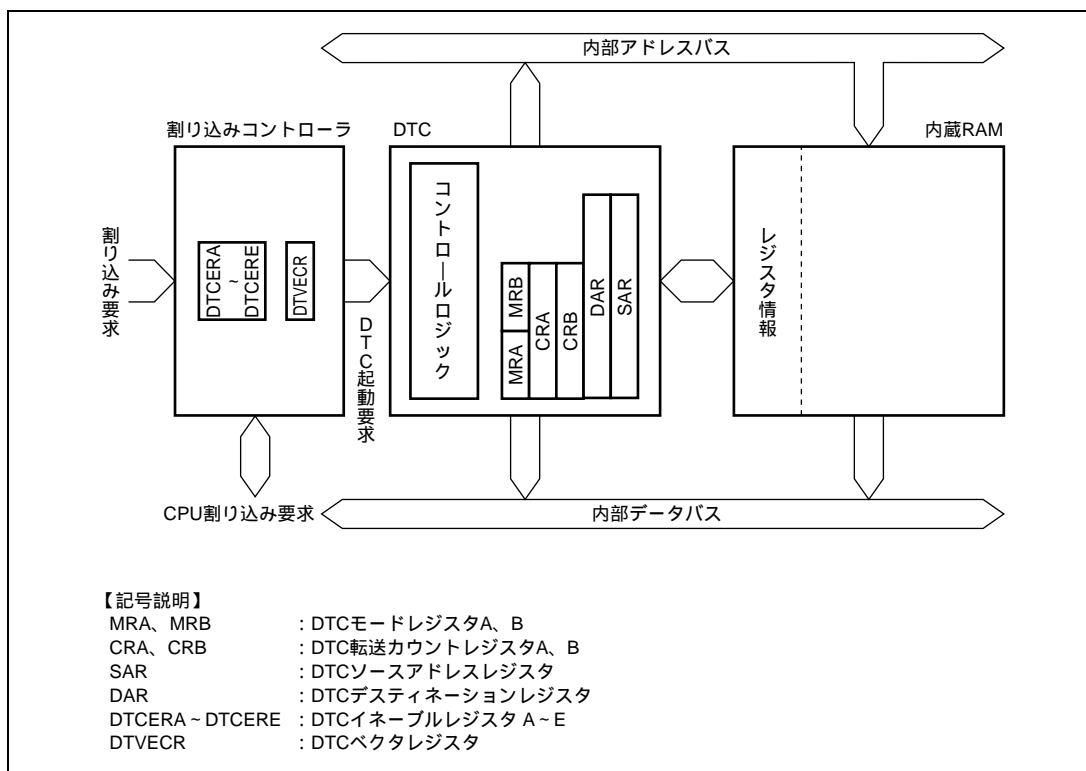 内部アドレスバス
割り込みコントローラ
DTC
内蔵RAM
割り込み要求
DTCERA
~
DTCERE
DTVECR
DTC起動要求
コントロールロジック
MRA
MRB
CRA
CRB
DAR
SAR
レジスタ情報
CPU割り込み要求
内部データバス
【記号説明】
MRA、MRB : DTCモードレジスタA、B
CRA、CRB : DTC転送カウントレジスタA、B
SAR : DTCソースアドレスレジスタ
DAR : DTCデスティネーションレジスタ
DTCERA ~ DTCERE : DTCイネーブルレジスタ A ~ E
DTVECR : DTCベクタレジスタ